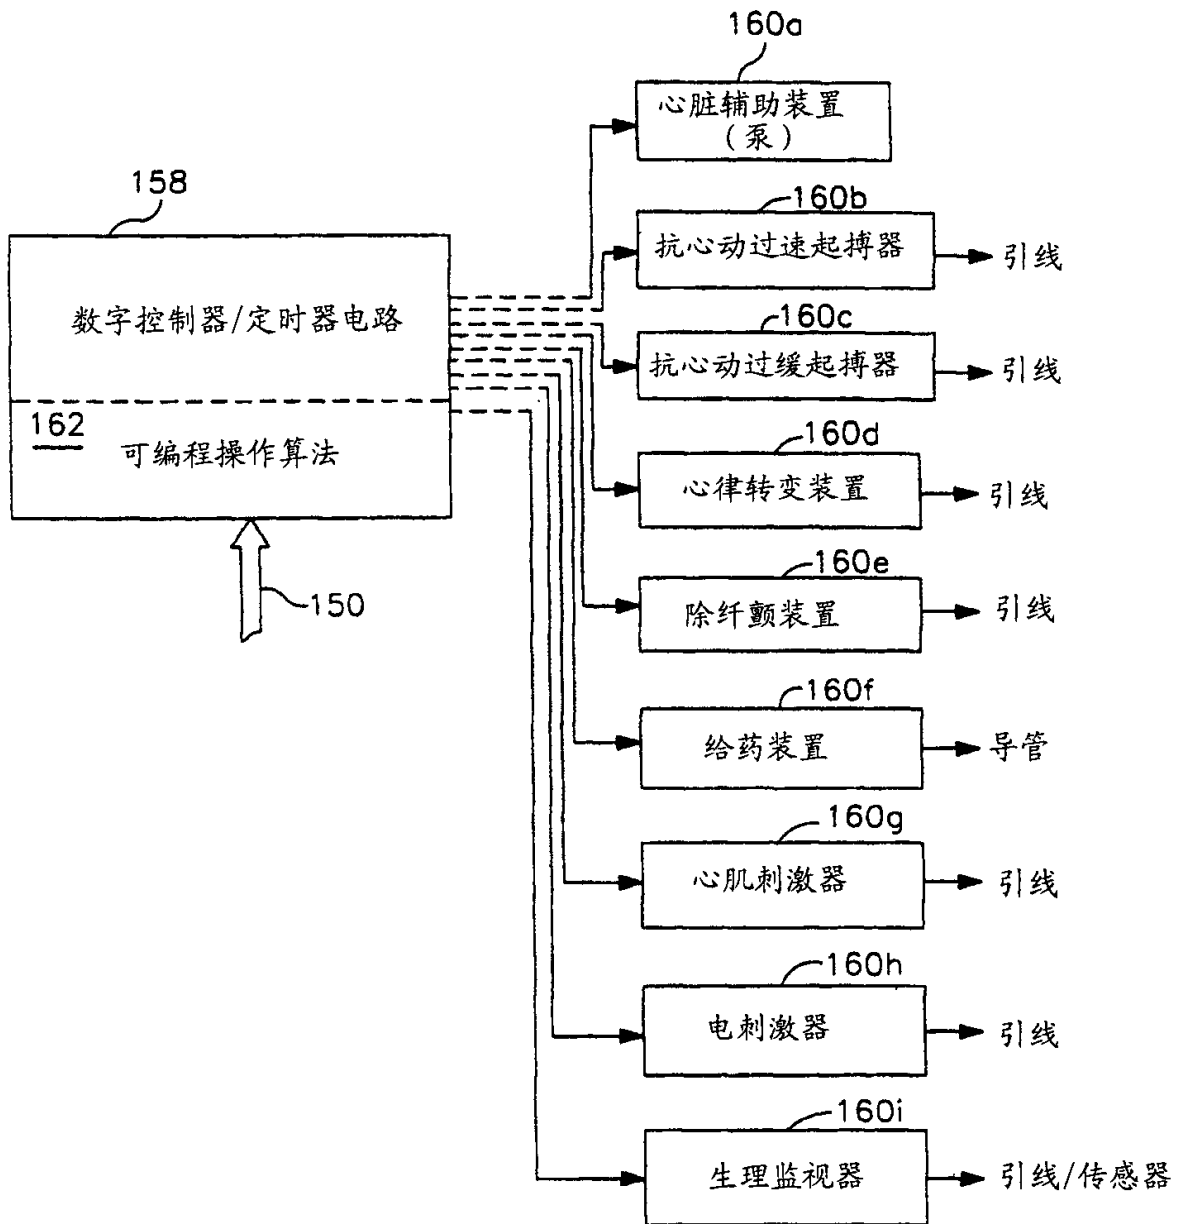 160a
心脏辅助装置
(泵)
158
160b
抗心动过速起搏器
引线
数字控制器/定时器电路
160c
抗心动过缓起搏器
引线
162
可编程操作算法
160d
心律转变装置
引线
150
160e
除纤颤装置
引线
160f
给药装置
导管
160g
心肌刺激器
引线
160h
电刺激器
引线
160i
生理监视器
引线/传感器